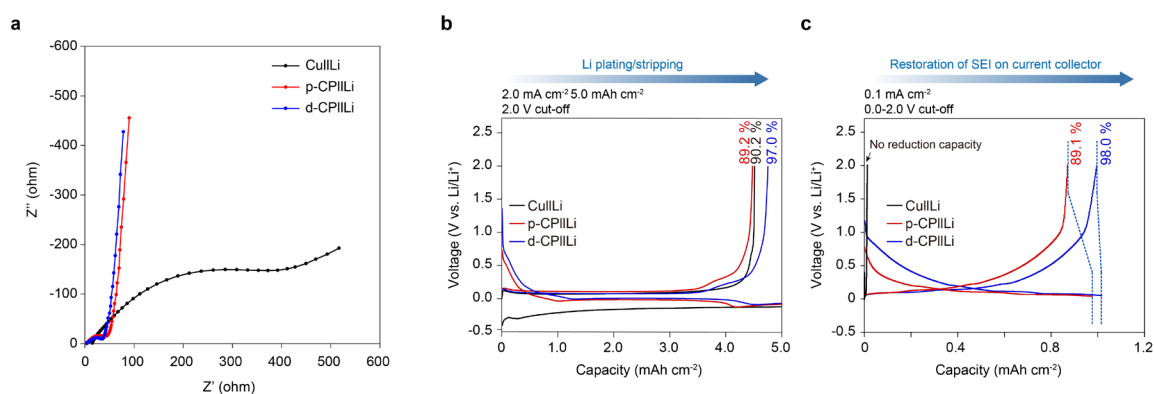 a
-600
-500
-400
-300
-200
-100
0
0
100
200
300
400
500
600
Z'' (ohm)
Z' (ohm)
CuIILi
p-CPIILi
d-CPIILi
b
Li plating/stripping
2.0 mA cm⁻² 5.0 mAh cm⁻²
2.0 V cut-off
2.5
2.0
1.5
1.0
0.5
0.0
-0.5
0
1.0
2.0
3.0
4.0
5.0
Voltage (V vs. Li/Li⁺)
Capacity (mAh cm⁻²)
CuIILi
p-CPIILi
d-CPIILi
89.2 %
90.2 %
97.0 %
c
Restoration of SEI on current collector
0.1 mA cm⁻²
0.0-2.0 V cut-off
2.5
2.0
1.5
1.0
0.5
0
-0.5
0
0.4
0.8
1.2
Voltage (V vs. Li/Li⁺)
Capacity (mAh cm⁻²)
No reduction capacity
CuIILi
p-CPIILi
d-CPIILi
89.1 %
98.0 %